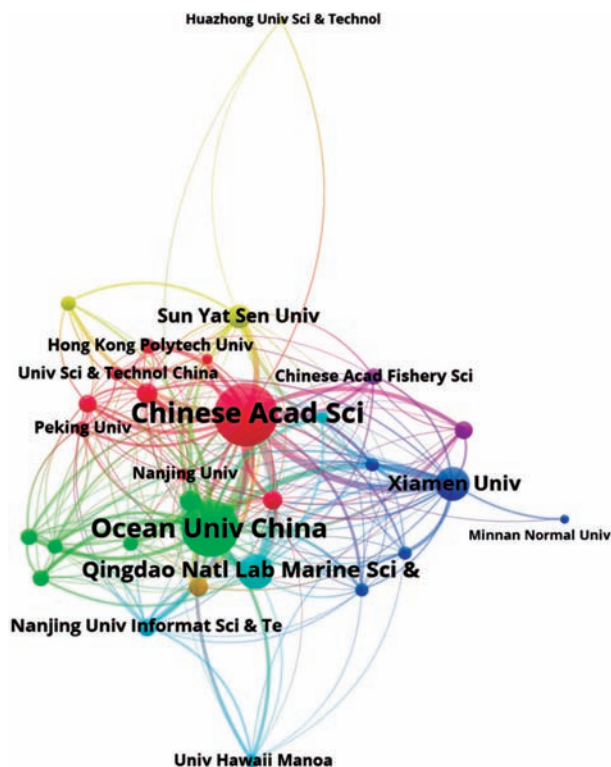 Huazhong Univ Sci & Technol
Sun Yat Sen Univ
Hong Kong Polytech Univ
Univ Sci & Technol China
Chinese Acad Fishery Sci
Chinese Acad Sci
Peking Univ
Nanjing Univ
Xiamen Univ
Ocean Univ China
Minnan Normal Univ
Qingdao Natl Lab Marine Sci &
Nanjing Univ Informat Sci & Te
Univ Hawaii Manoa